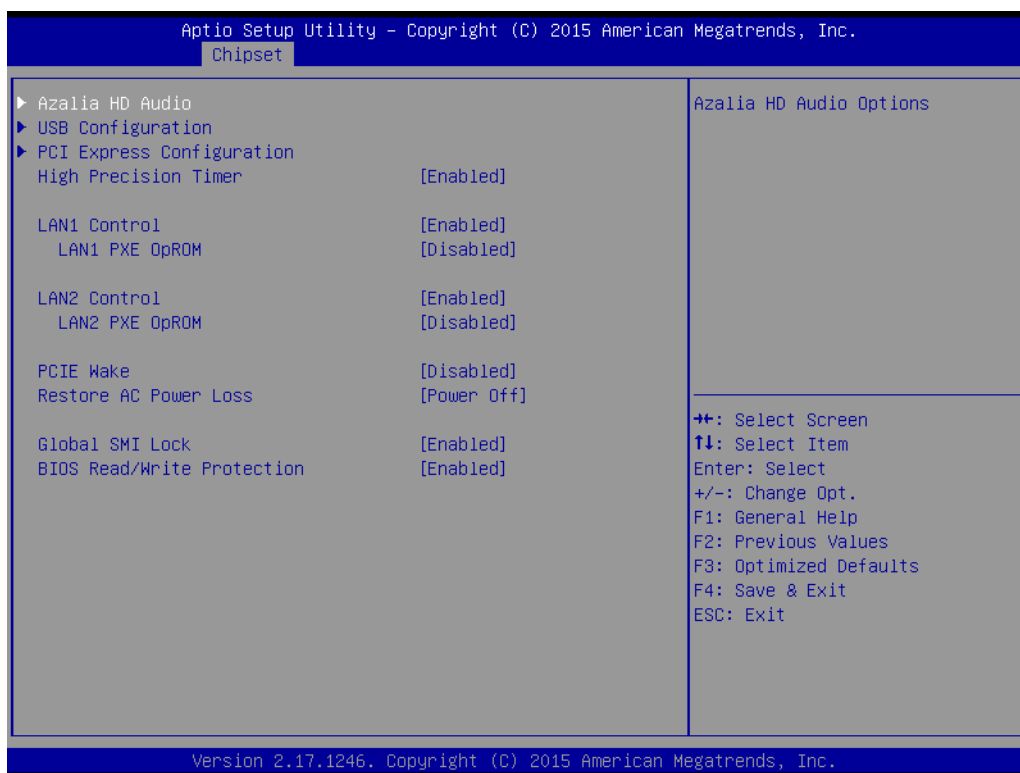 Aptio Setup Utility – Copyright (C) 2015 American Megatrends, Inc.
Chipset
▶ Azalia HD Audio
▶ USB Configuration
▶ PCI Express Configuration
High Precision Timer [Enabled]
LAN1 Control [Enabled]
LAN1 PXE OpROM [Disabled]
LAN2 Control [Enabled]
LAN2 PXE OpROM [Disabled]
PCIE Wake [Disabled]
Restore AC Power Loss [Power Off]
Global SMI Lock [Enabled]
BIOS Read/Write Protection [Enabled]
Azalia HD Audio Options
→←: Select Screen
↑↓: Select Item
Enter: Select
+/-: Change Opt.
F1: General Help
F2: Previous Values
F3: Optimized Defaults
F4: Save & Exit
ESC: Exit
Version 2.17.1246. Copyright (C) 2015 American Megatrends, Inc.